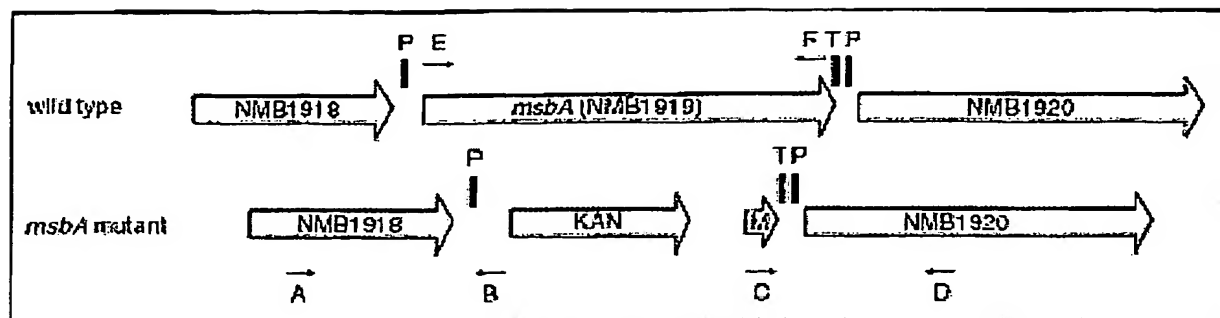 P E F T P
wild type NMB1918 msbA (NMB1919) NMB1920
P T P
msbA mutant NMB1918 KAN NMB1920
A B C D